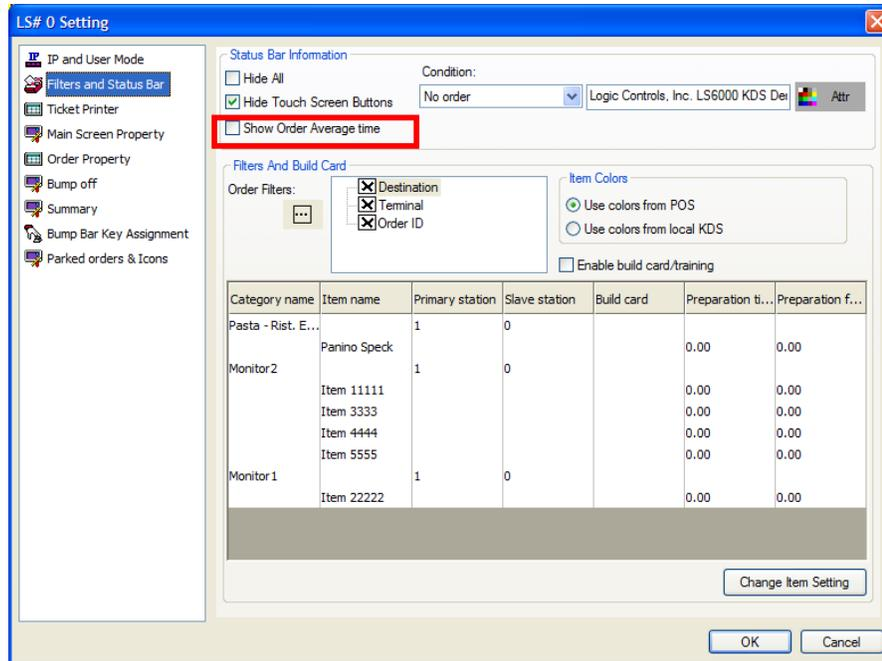 LS# 0 Setting
IP and User Mode
Filters and Status Bar
Ticket Printer
Main Screen Property
Order Property
Bump off
Summary
Bump Bar Key Assignment
Parked orders & Icons
Status Bar Information
Hide All
Hide Touch Screen Buttons
Show Order Average time
Condition:
No order
Logic Controls, Inc. LS6000 KDS Der
Attr
Filters And Build Card
Order Filters:
...
Destination
Terminal
Order ID
Item Colors
Use colors from POS
Use colors from local KDS
Enable build card/training
Category name Item name Primary station Slave station Build card Preparation ti... Preparation f...
Pasta - Rist. E... 1 0
Panino Speck 0.00 0.00
Monitor2 1 0
Item 11111 0.00 0.00
Item 3333 0.00 0.00
Item 4444 0.00 0.00
Item 5555 0.00 0.00
Monitor1 1 0
Item 22222 0.00 0.00
Change Item Setting
OK Cancel